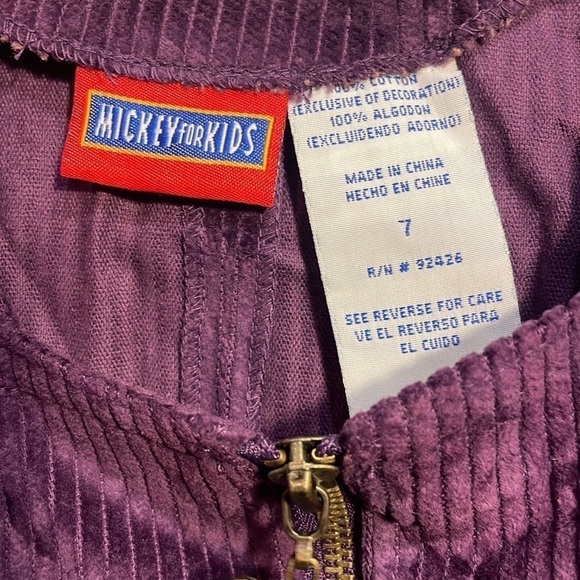 MICKEY FOR KIDS
100% COTTON
(EXCLUSIVE OF DECORATION)
100% ALGODON
(EXCLUIDENDO ADORNO)
MADE IN CHINA
HECHO EN CHINE
7
R/N # 92426
SEE REVERSE FOR CARE
VE EL REVERSO PARA
EL CUIDO